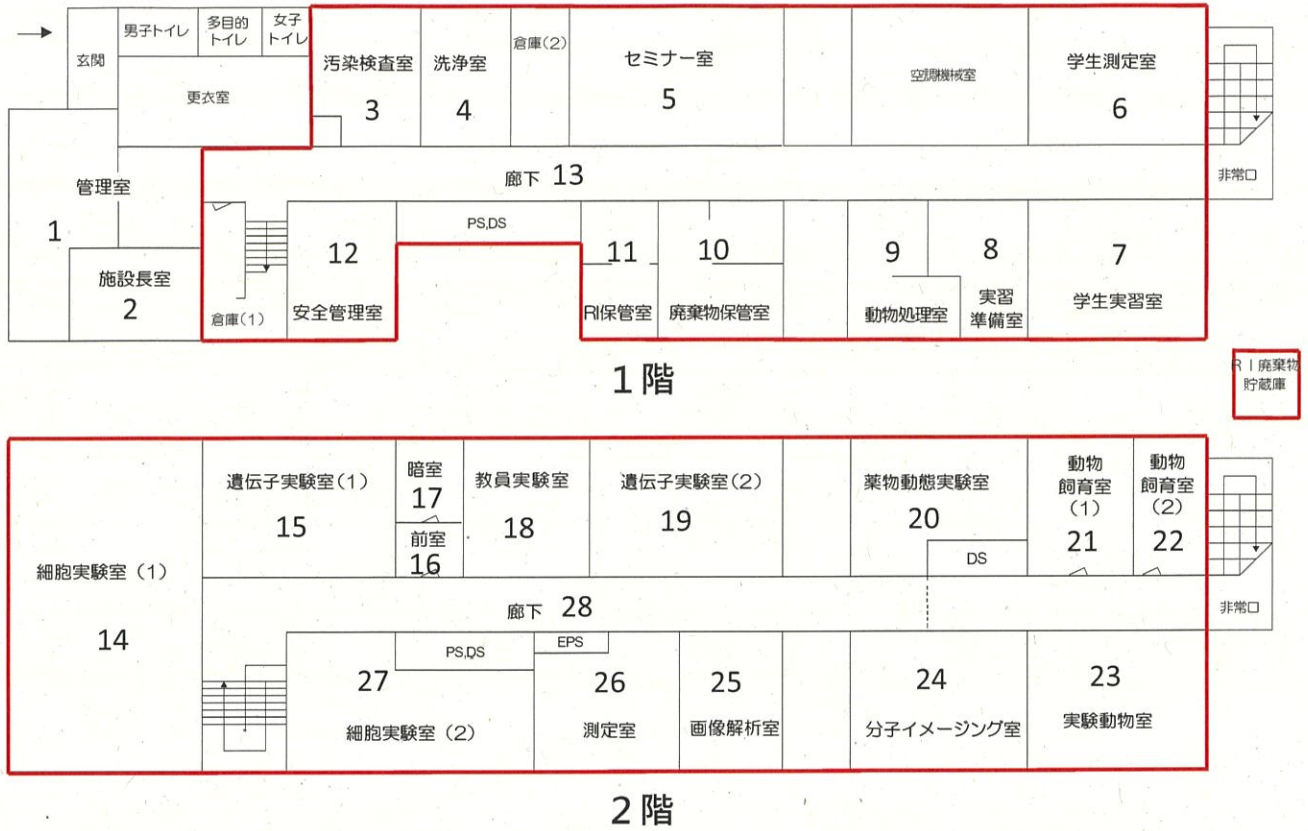 玄関
男子トイレ
多目的
トイレ
女子
トイレ
更衣室
汚染検査室
3
洗浄室
4
倉庫(2)
セミナー室
5
空調機械室
学生測定室
6
管理室
1
施設長室
2
廊下 13
非常口
倉庫(1)
12
安全管理室
PS,DS
11
RI保管室
10
廃棄物保管室
9
動物処理室
8
実習
準備室
7
学生実習室
1階
RI廃棄物
貯蔵庫
細胞実験室(1)
14
遺伝子実験室(1)
15
暗室
17
前室
16
教員実験室
18
遺伝子実験室(2)
19
薬物動態実験室
20
DS
動物
飼育室
(1)
21
動物
飼育室
(2)
22
廊下 28
非常口
27
細胞実験室(2)
PS,DS
EPS
26
測定室
25
画像解析室
24
分子イメージング室
23
実験動物室
2階